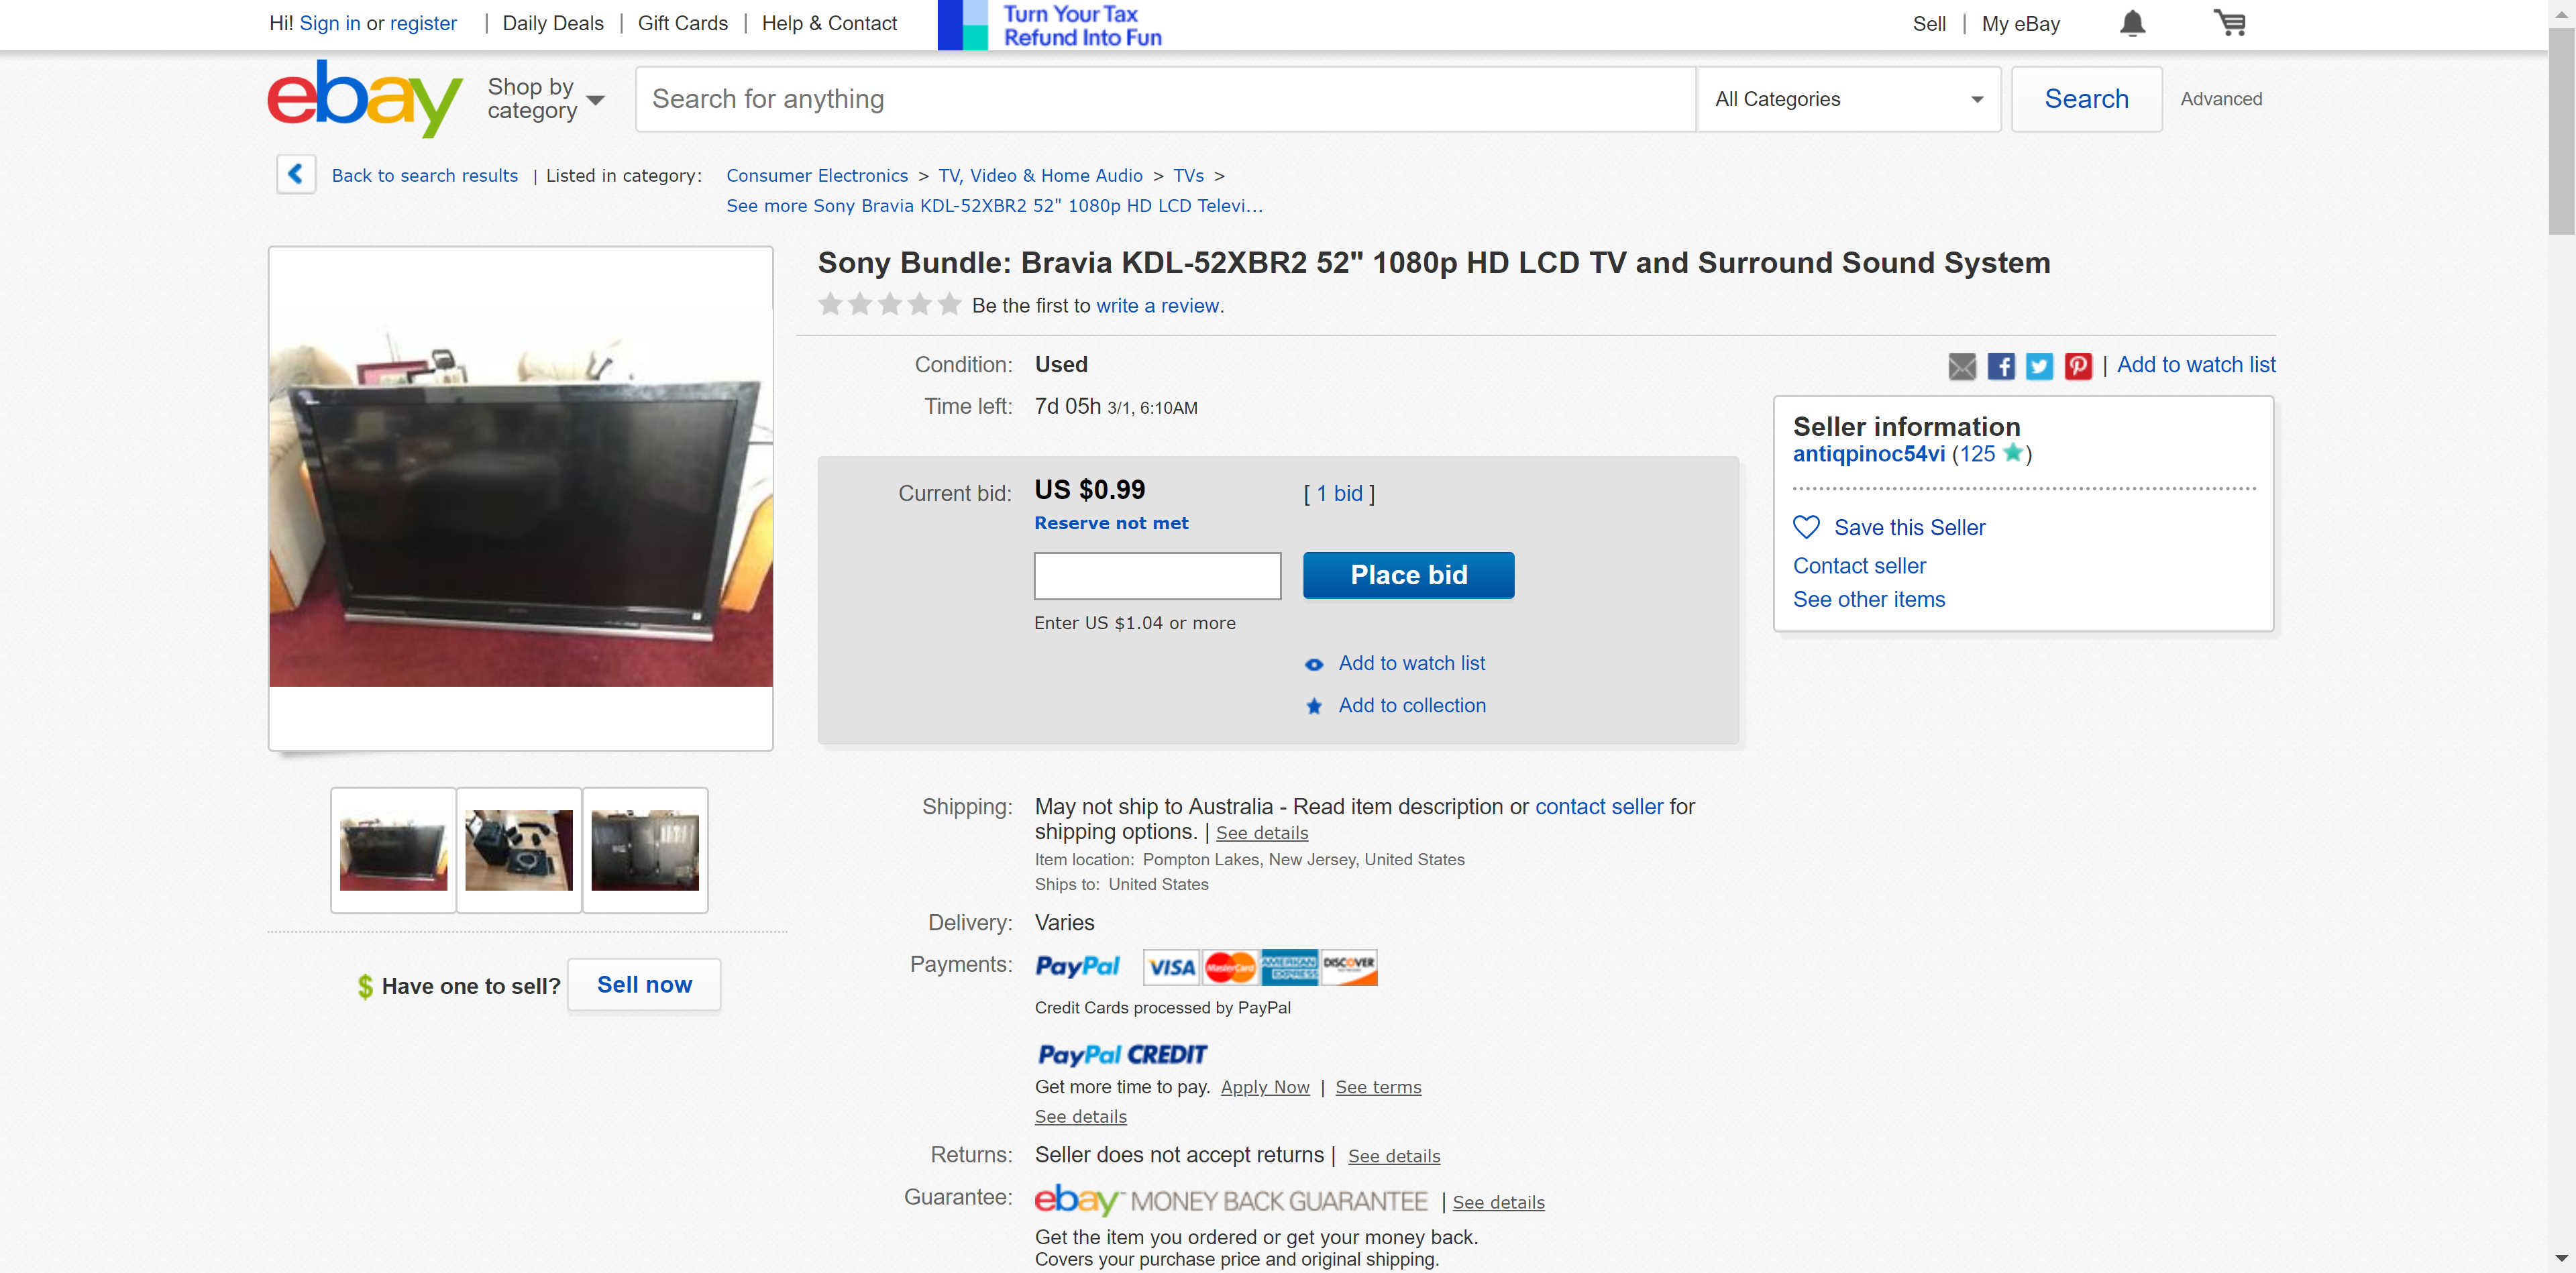 Hi! Sign in or register | Daily Deals | Gift Cards | Help & Contact
Turn Your Tax
Refund Into Fun
Sell | My eBay
ebay
Shop by
category
Search for anything
All Categories
Search
Advanced
Back to search results | Listed in category: Consumer Electronics > TV, Video & Home Audio > TVs >
See more Sony Bravia KDL-52XBR2 52" 1080p HD LCD Televi...
Sony Bundle: Bravia KDL-52XBR2 52" 1080p HD LCD TV and Surround Sound System
Be the first to write a review.
Condition: Used
| Add to watch list
Time left: 7d 05h 3/1, 6:10AM
Seller information
antiqpinoc54vi (125 )
Save this Seller
Contact seller
See other items
Current bid: US $0.99 [ 1 bid ]
Reserve not met
Place bid
Enter US $1.04 or more
Add to watch list
Add to collection
Shipping: May not ship to Australia - Read item description or contact seller for
shipping options. | See details
Item location: Pompton Lakes, New Jersey, United States
Ships to: United States
Delivery: Varies
Payments: PayPal VISA MasterCard AMERICAN EXPRESS DISCOVER
Credit Cards processed by PayPal
PayPal CREDIT
Get more time to pay. Apply Now | See terms
See details
Returns: Seller does not accept returns | See details
Guarantee: ebay MONEY BACK GUARANTEE | See details
Get the item you ordered or get your money back.
Covers your purchase price and original shipping.
$ Have one to sell? Sell now